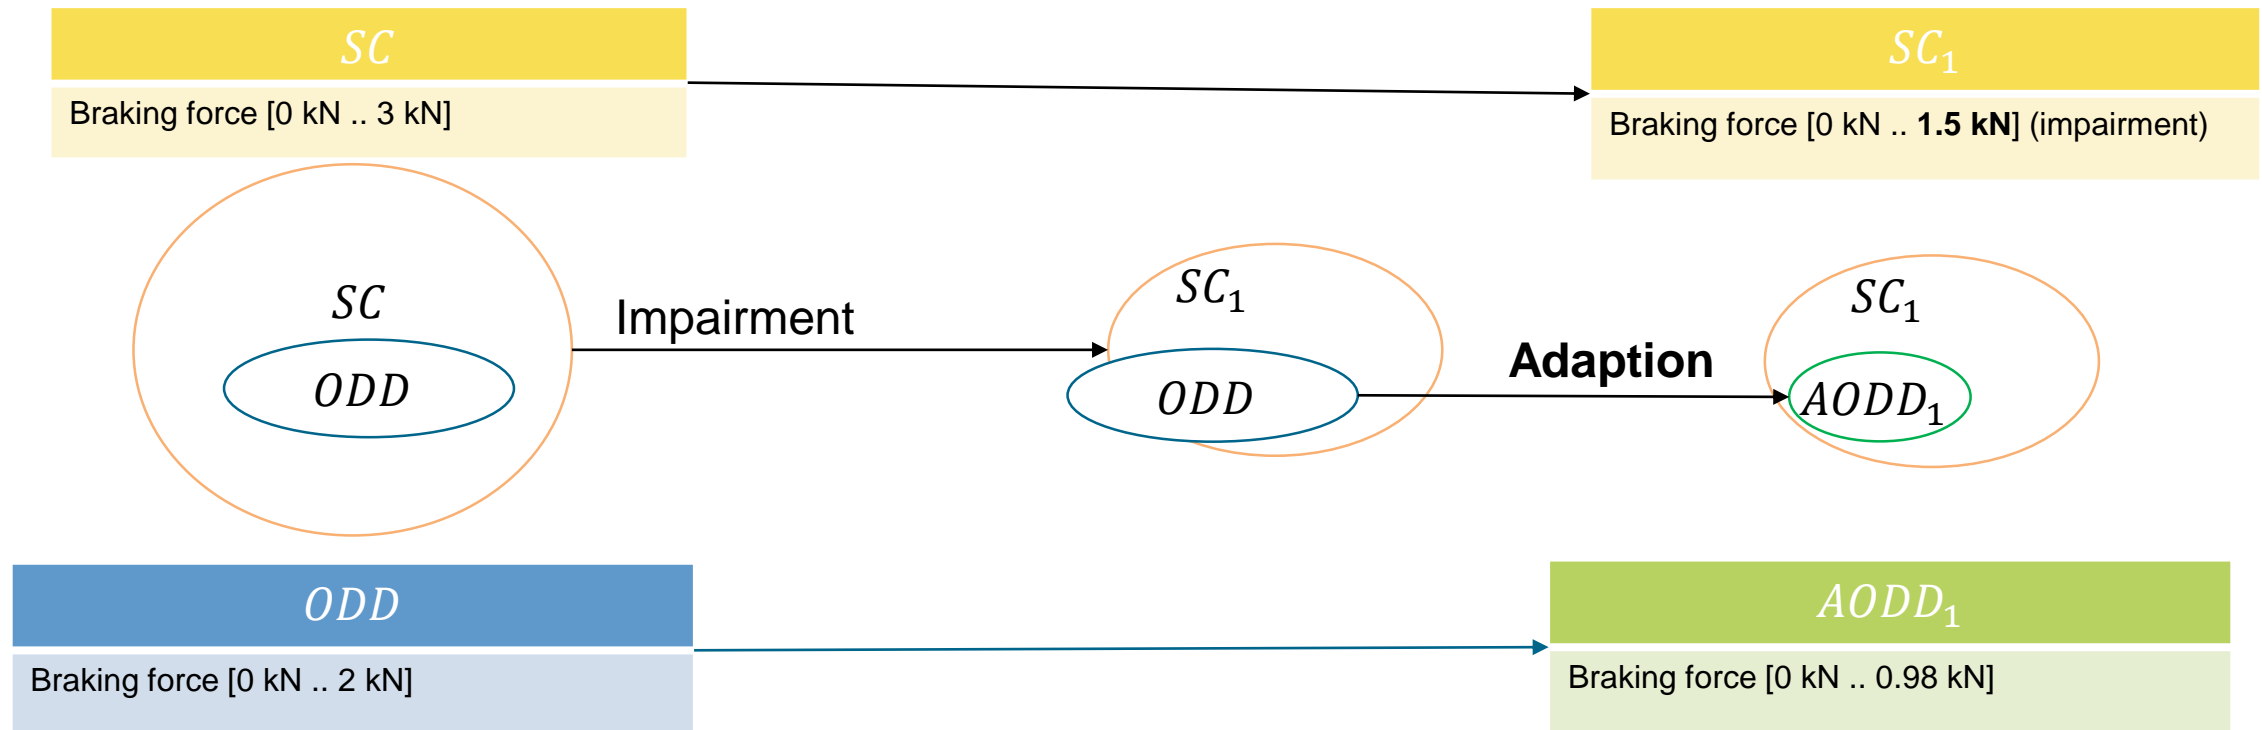 SC
SC₁
Braking force [0 kN .. 3 kN]
Braking force [0 kN .. 1.5 kN] (impairment)
SC
ODD
Impairment
SC₁
ODD
Adaption
SC₁
AODD₁
ODD
AODD₁
Braking force [0 kN .. 2 kN]
Braking force [0 kN .. 0.98 kN]